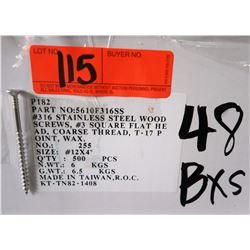 LOT NO.
115
BUYER NO.
P182
PART NO:5610F316SS
#316 STAINLESS STEEL WOOD
SCREWS, #3 SQUARE FLAT HE
AD, COARSE THREAD, T-17 P
OINT, WAX.
NO.: 255
SIZE: #12X4"
QTY : 500 PCS
N.W.: 6 KGS
G.W.: 6.5 KGS
MADE IN TAIWAN,R.O.C.
KT-TN82-1408
48
BXS